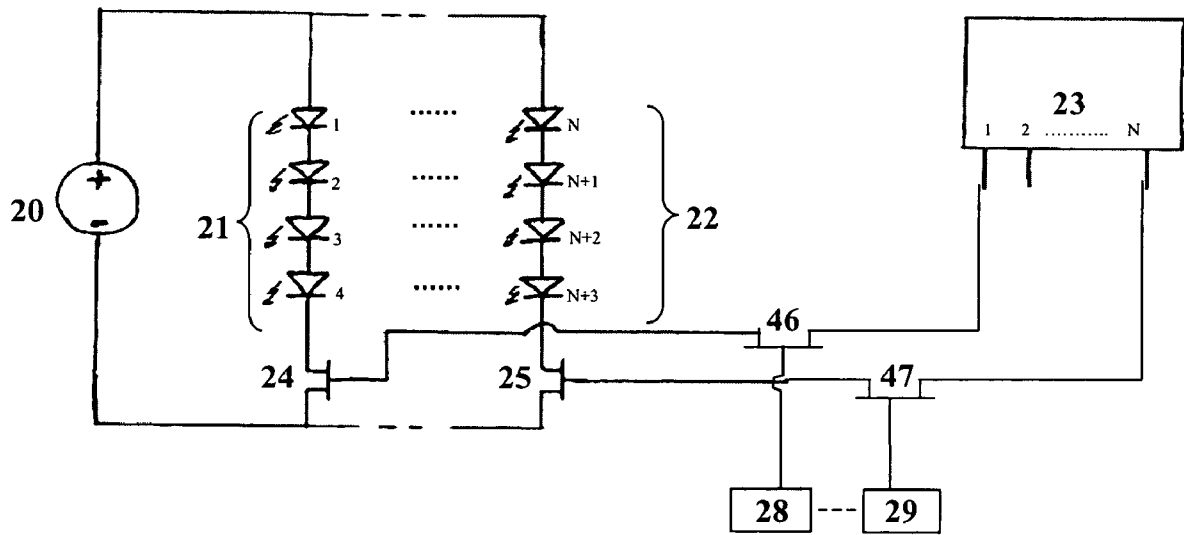 23
1 2 ........... N
1 ...... N
2 ...... N+1
20 + - 21 22
3 ...... N+2
4 ...... N+3
46
24 25 47
28 --- 29